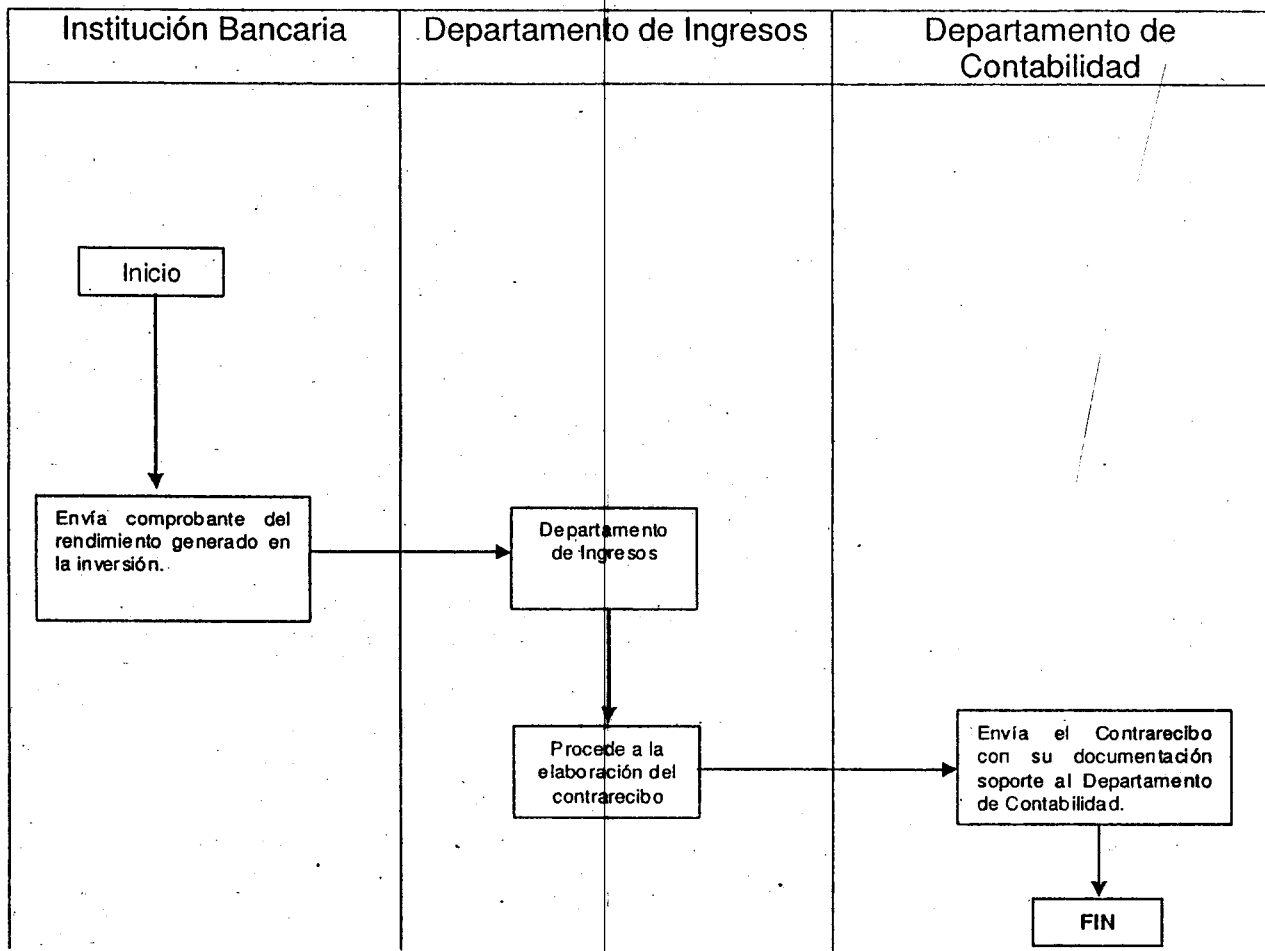 Institución Bancaria
Departamento de Ingresos
Departamento de
Contabilidad
Inicio
Envía comprobante del
rendimiento generado en
la inversión.
Departamento
de Ingresos
Procede a la
elaboración del
contrarecibo
Envía el Contrarecibo
con su documentación
soporte al Departamento
de Contabilidad.
FIN